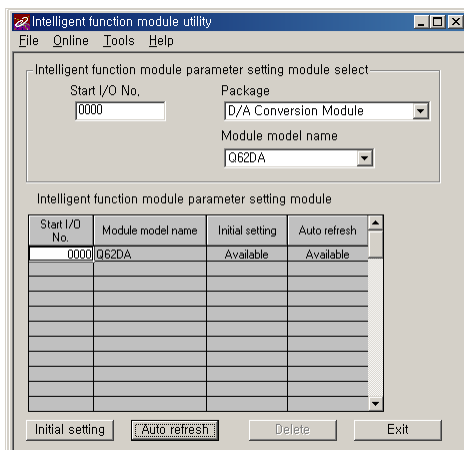 Intelligent function module utility
File Online Tools Help
Intelligent function module parameter setting module select
Start I/O No. Package
0000 D/A Conversion Module
Module model name
Q62DA
Intelligent function module parameter setting module
Start I/O No. Module model name Initial setting Auto refresh
0000 Q62DA Available Available
Initial setting Auto refresh Delete Exit